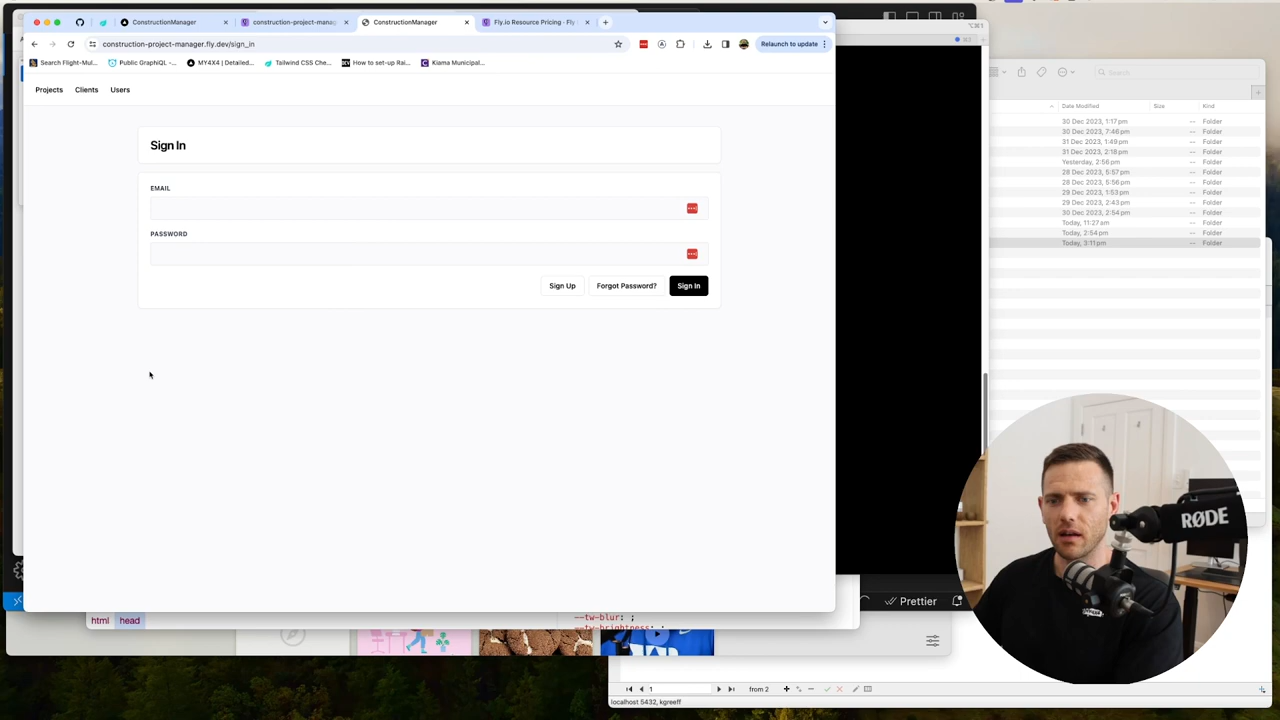 ConstructionManager
construction-project-manag
ConstructionManager
Fly.io Resource Pricing · Fly
construction-project-manager.fly.dev/sign_in
Relaunch to update
Search Flight-Mul...
Public GraphiQL -...
MY4X4 | Detailed...
Tailwind CSS Che...
How to set-up Rai...
Kiama Municipal...
Projects
Clients
Users
Sign In
EMAIL
PASSWORD
Sign Up
Forgot Password?
Sign In
Search
Date Modified
Size
Kind
30 Dec 2023, 1:17 pm -- Folder
30 Dec 2023, 7:46 pm -- Folder
31 Dec 2023, 1:49 pm -- Folder
31 Dec 2023, 2:18 pm -- Folder
Yesterday, 2:56 pm -- Folder
28 Dec 2023, 5:57 pm -- Folder
28 Dec 2023, 5:56 pm -- Folder
29 Dec 2023, 1:53 pm -- Folder
29 Dec 2023, 2:43 pm -- Folder
30 Dec 2023, 2:54 pm -- Folder
Today, 11:27 am -- Folder
Today, 2:54 pm -- Folder
Today, 3:11 pm -- Folder
RØDE
Prettier
html
head
--tw-blur: ;
--tw-brightness: ;
1
from 2
localhost 5432, kgreeff